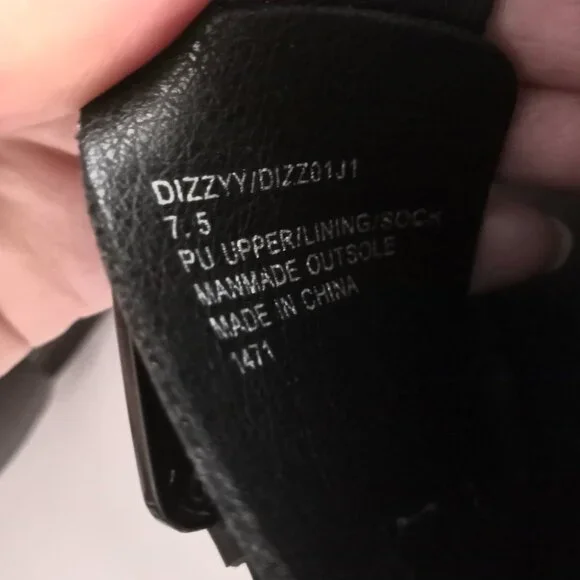 DIZZYY/DIZZ01J1
7.5
PU UPPER/LINING/SOCK
MANMADE OUTSOLE
MADE IN CHINA
1471